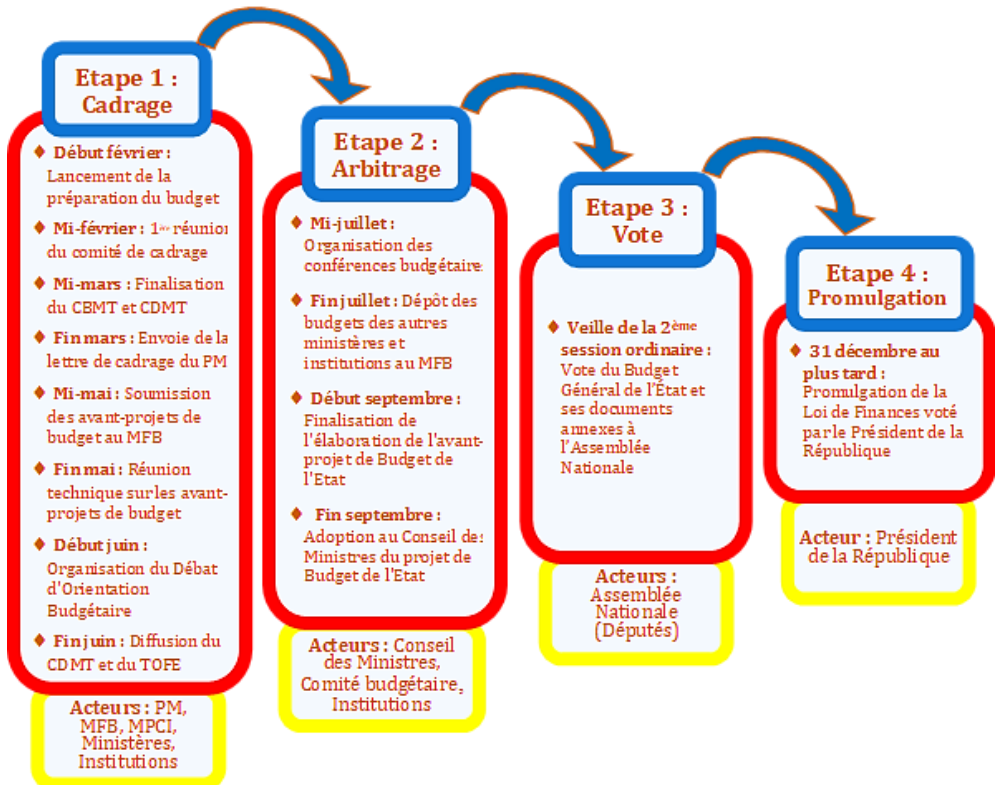 Etape 1 :
Cadrage
♦ Début février :
Lancement de la
préparation du budget
♦ Mi-février : 1ère réunion
du comité de cadrage
♦ Mi-mars : Finalisation
du CBMT et CDMT
♦ Fin mars : Envoie de la
lettre de cadrage du PM
♦ Mi-mai : Soumission
des avant-projets de
budget au MFB
♦ Fin mai : Réunion
technique sur les avant-
projets de budget
♦ Début juin :
Organisation du Débat
d'Orientation
Budgétaire
♦ Fin juin : Diffusion du
CDMT et du TOFE
Acteurs : PM,
MFB, MPCI,
Ministères,
Institutions
Etape 2 :
Arbitrage
♦ Mi-juillet :
Organisation des
conférences budgétaire
♦ Fin juillet : Dépôt des
budgets des autres
ministères et
institutions au MFB
♦ Début septembre :
Finalisation de
l'élaboration de l'avant-
projet de Budget de
l'Etat
♦ Fin septembre :
Adoption au Conseil des
Ministres du projet de
Budget de l'Etat
Acteurs : Conseil
des Ministres,
Comité budgétaire,
Institutions
Etape 3 :
Vote
♦ Veille de la 2ème
session ordinaire :
Vote du Budget
Général de l'État et
ses documents
annexes à
l'Assemblée
Nationale
Acteurs :
Assemblée
Nationale
(Députés)
Etape 4 :
Promulgation
♦ 31 décembre au
plus tard :
Promulgation de la
Loi de Finances voté
par le Président de la
République
Acteur : Président
de la République